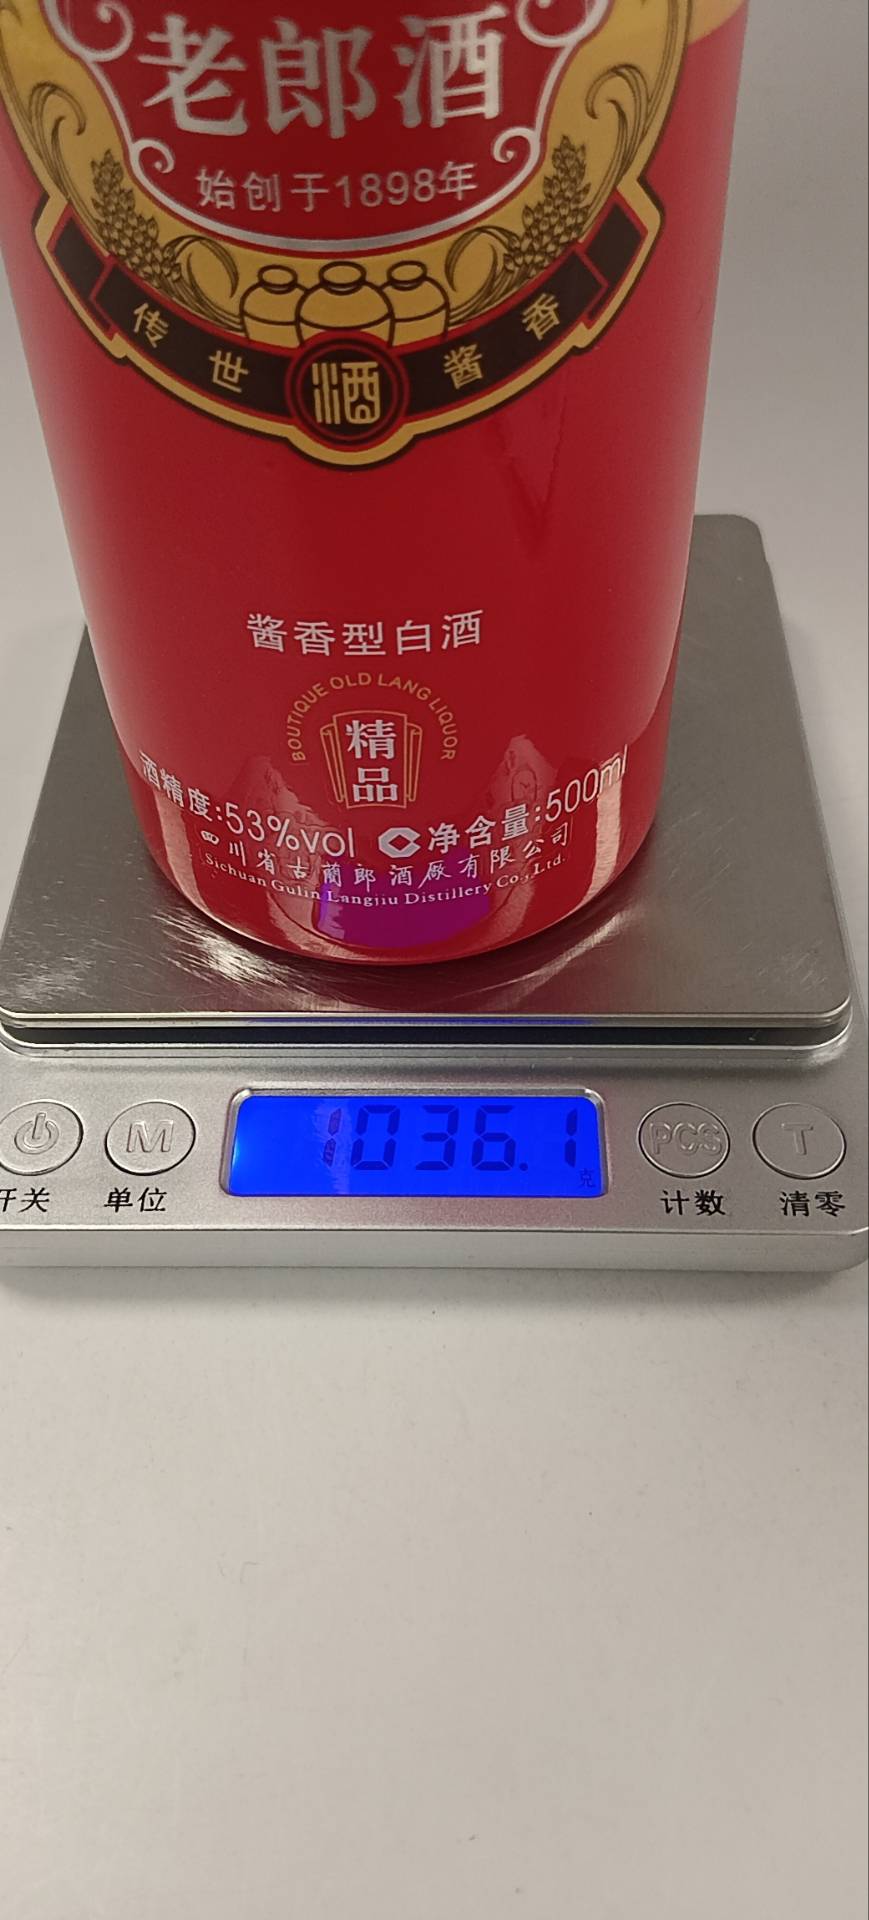 老郎酒
始创于1898年
传世酒酱香
酱香型白酒
BOUTIQUE OLD LANG LIQUOR
精品
酒精度:53%vol 净含量:500ml
四川省古蔺郎酒厰有限公司
Sichuan Gulin Langjiu Distillery Co., Ltd.
1036.1
克
M
PCS
T
开关
单位
计数
清零